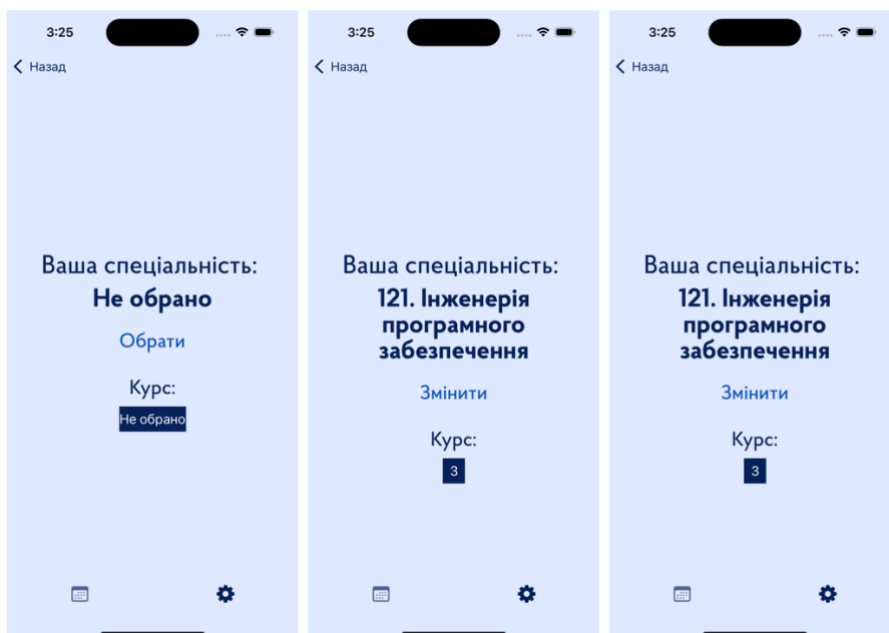 3:25
Назад
Ваша спеціальність:
Не обрано
Обрати
Курс:
Не обрано
3:25
Назад
Ваша спеціальність:
121. Інженерія
програмного
забезпечення
Змінити
Курс:
3
3:25
Назад
Ваша спеціальність:
121. Інженерія
програмного
забезпечення
Змінити
Курс:
3